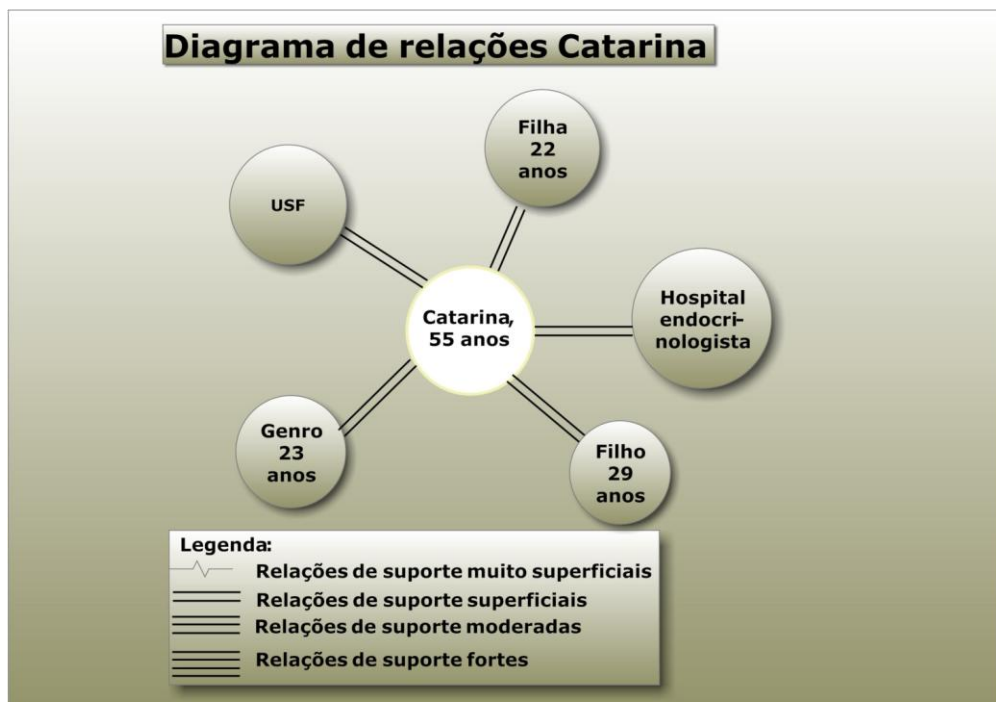 Diagrama de relações Catarina
Filha
22
anos
USF
Hospital
endocri-
nologista
Catarina,
55 anos
Genro
23
anos
Filho
29
anos
Legenda:
Relações de suporte muito superficiais
Relações de suporte superficiais
Relações de suporte moderadas
Relações de suporte fortes